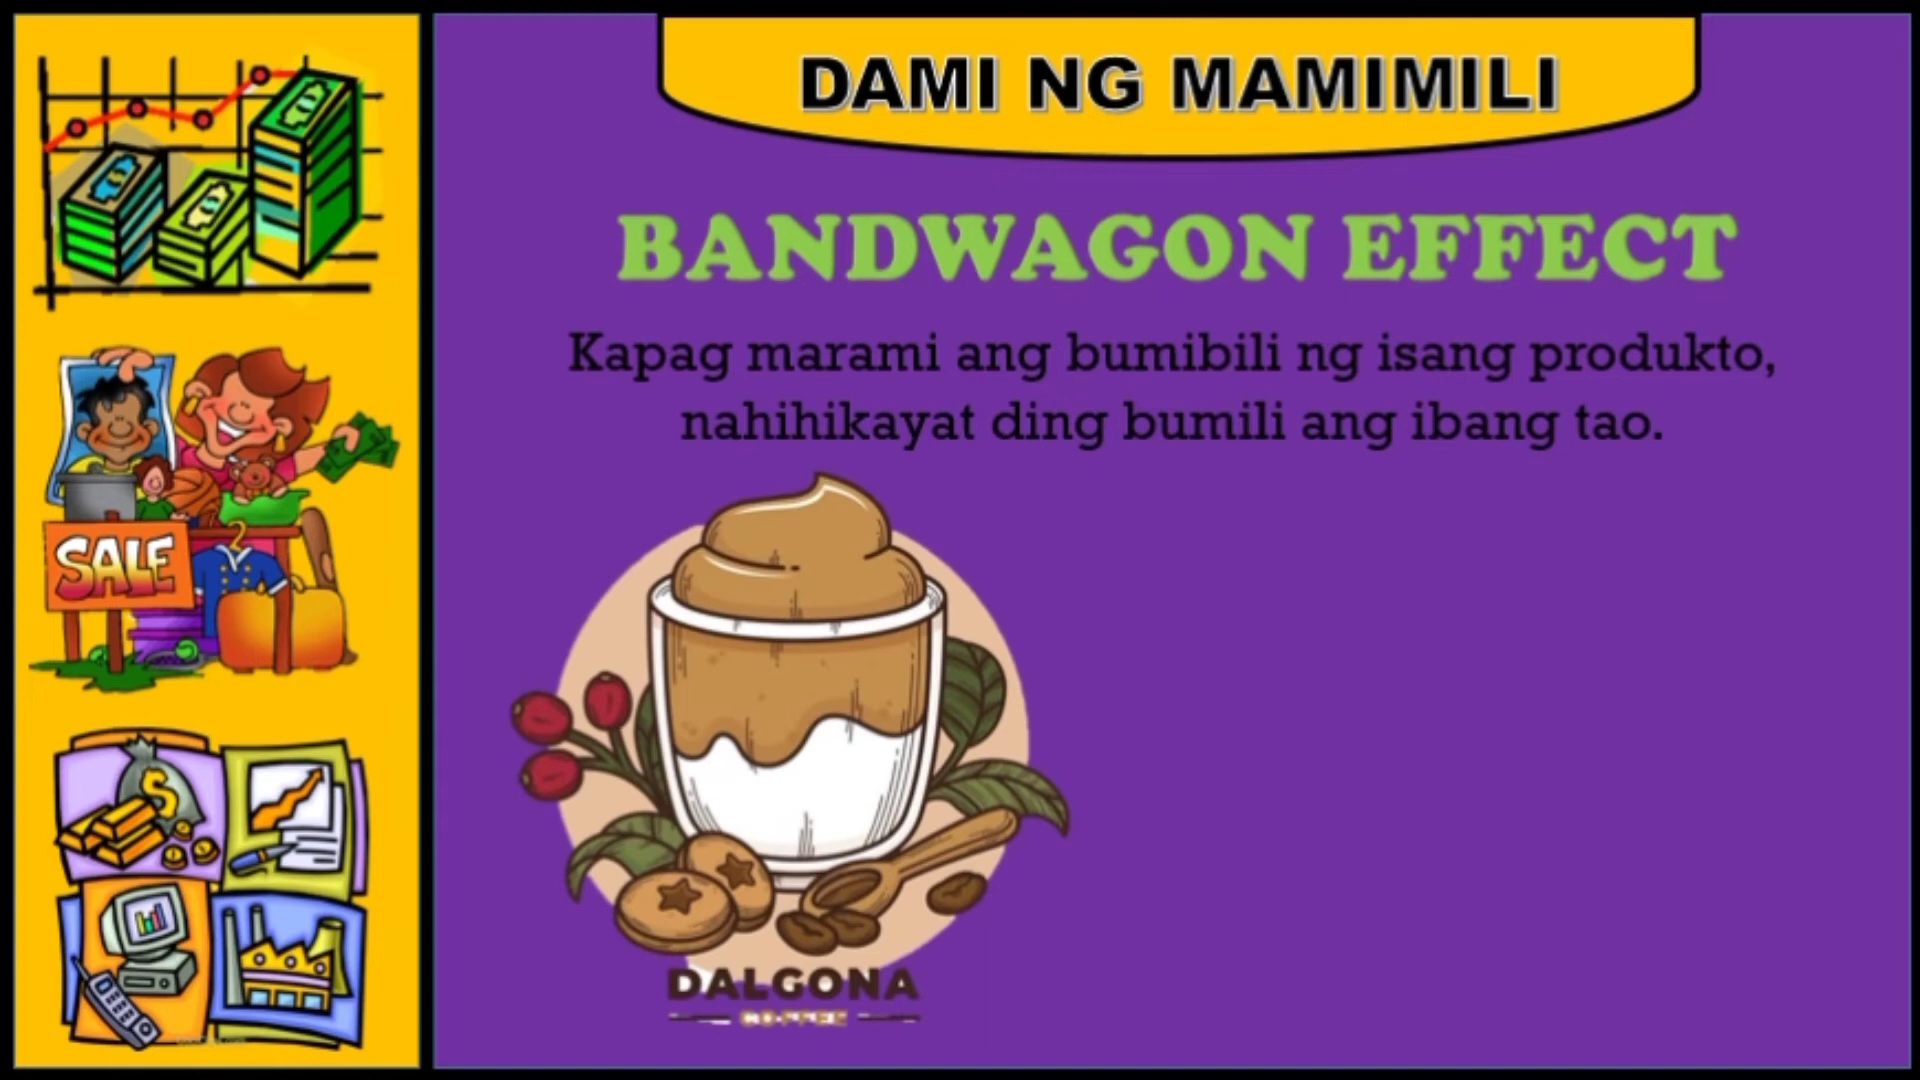 DAMI NG MAMIMILI
BANDWAGON EFFECT
Kapag marami ang bumibili ng isang produkto,
nahihikayat ding bumili ang ibang tao.
SALE
DALGONA
COFFEE